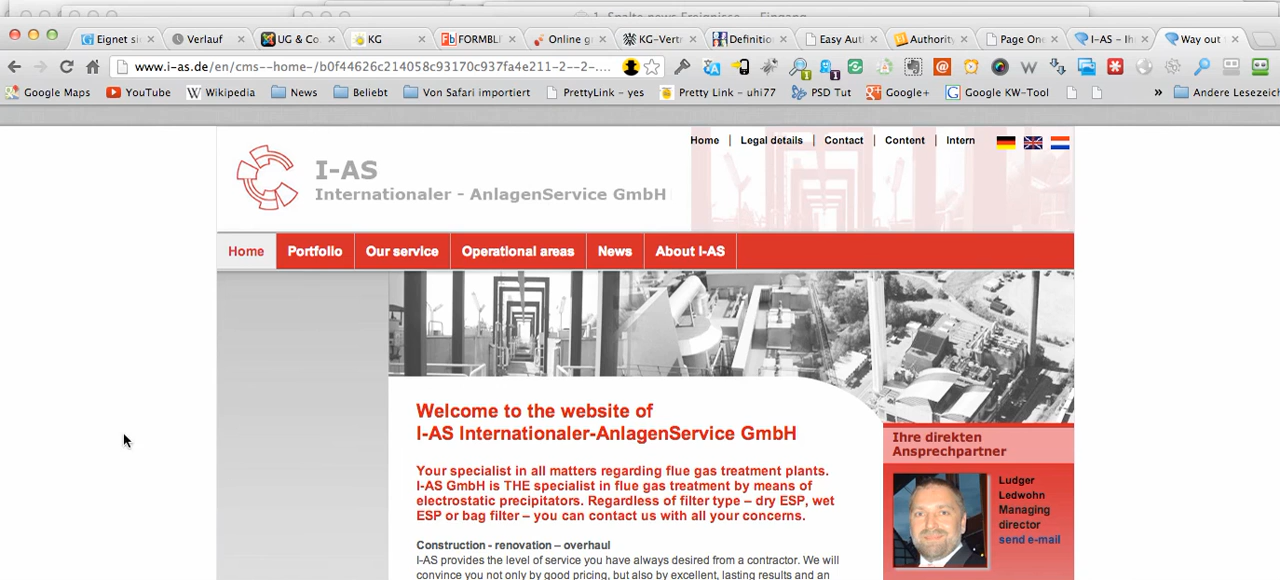 1. Spalte news Ereignisse — Eingang
Eignet si
Verlauf
UG & Co.
KG
FORMBL
Online gr
KG-Vertr
Definitio
Easy Aut
Authority
Page One
I-AS – Ih
Way out
www.i-as.de/en/cms--home-/b0f44626c214058c93170c937fa4e211-2--2-....
Google Maps
YouTube
Wikipedia
News
Beliebt
Von Safari importiert
PrettyLink - yes
Pretty Link - uhi77
PSD Tut
Google+
Google KW-Tool
»
Andere Lesezeich
Home | Legal details | Contact | Content | Intern
I-AS
Internationaler - AnlagenService GmbH
Home
Portfolio
Our service
Operational areas
News
About I-AS
Welcome to the website of
I-AS Internationaler-AnlagenService GmbH
Your specialist in all matters regarding flue gas treatment plants.
I-AS GmbH is THE specialist in flue gas treatment by means of
electrostatic precipitators. Regardless of filter type – dry ESP, wet
ESP or bag filter – you can contact us with all your concerns.
Construction - renovation – overhaul
I-AS provides the level of service you have always desired from a contractor. We will
convince you not only by good pricing, but also by excellent, lasting results and an
Ihre direkten
Ansprechpartner
Ludger
Ledwohn
Managing
director
send e-mail